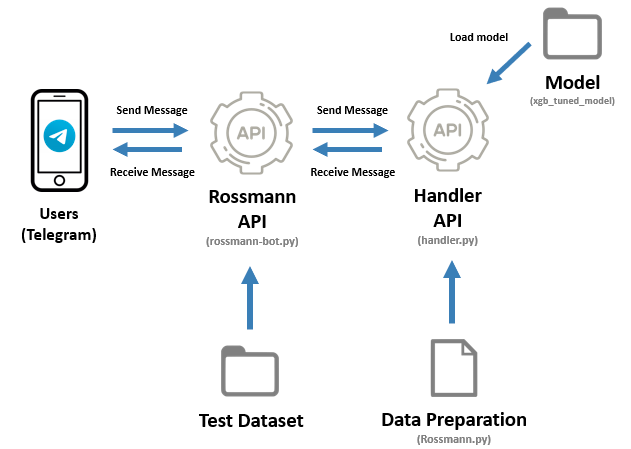 Load model
Model
(xgb_tuned_model)
Send Message
Receive Message
API
Send Message
Receive Message
API
Users
(Telegram)
Rossmann
API
(rossmann-bot.py)
Handler
API
(handler.py)
Test Dataset
Data Preparation
(Rossmann.py)